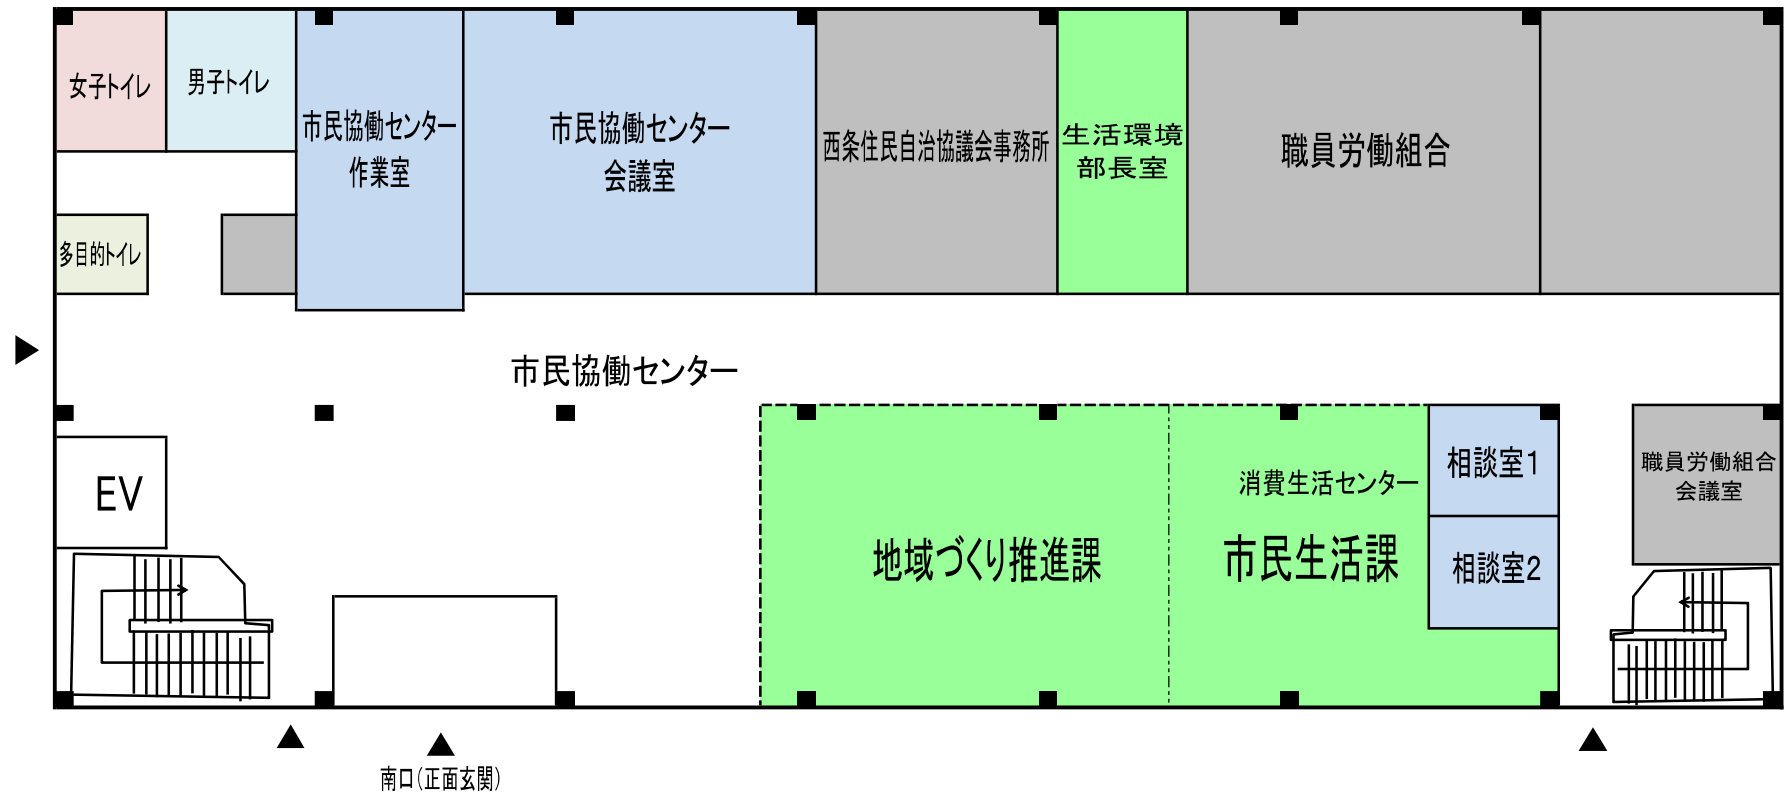 女子トイレ
男子トイレ
市民協働センター
作業室
市民協働センター
会議室
西条住民自治協議会事務所
生活環境
部長室
職員労働組合
多目的トイレ
市民協働センター
EV
地域づくり推進課
消費生活センター
市民生活課
相談室1
相談室2
職員労働組合
会議室
南口(正面玄関)